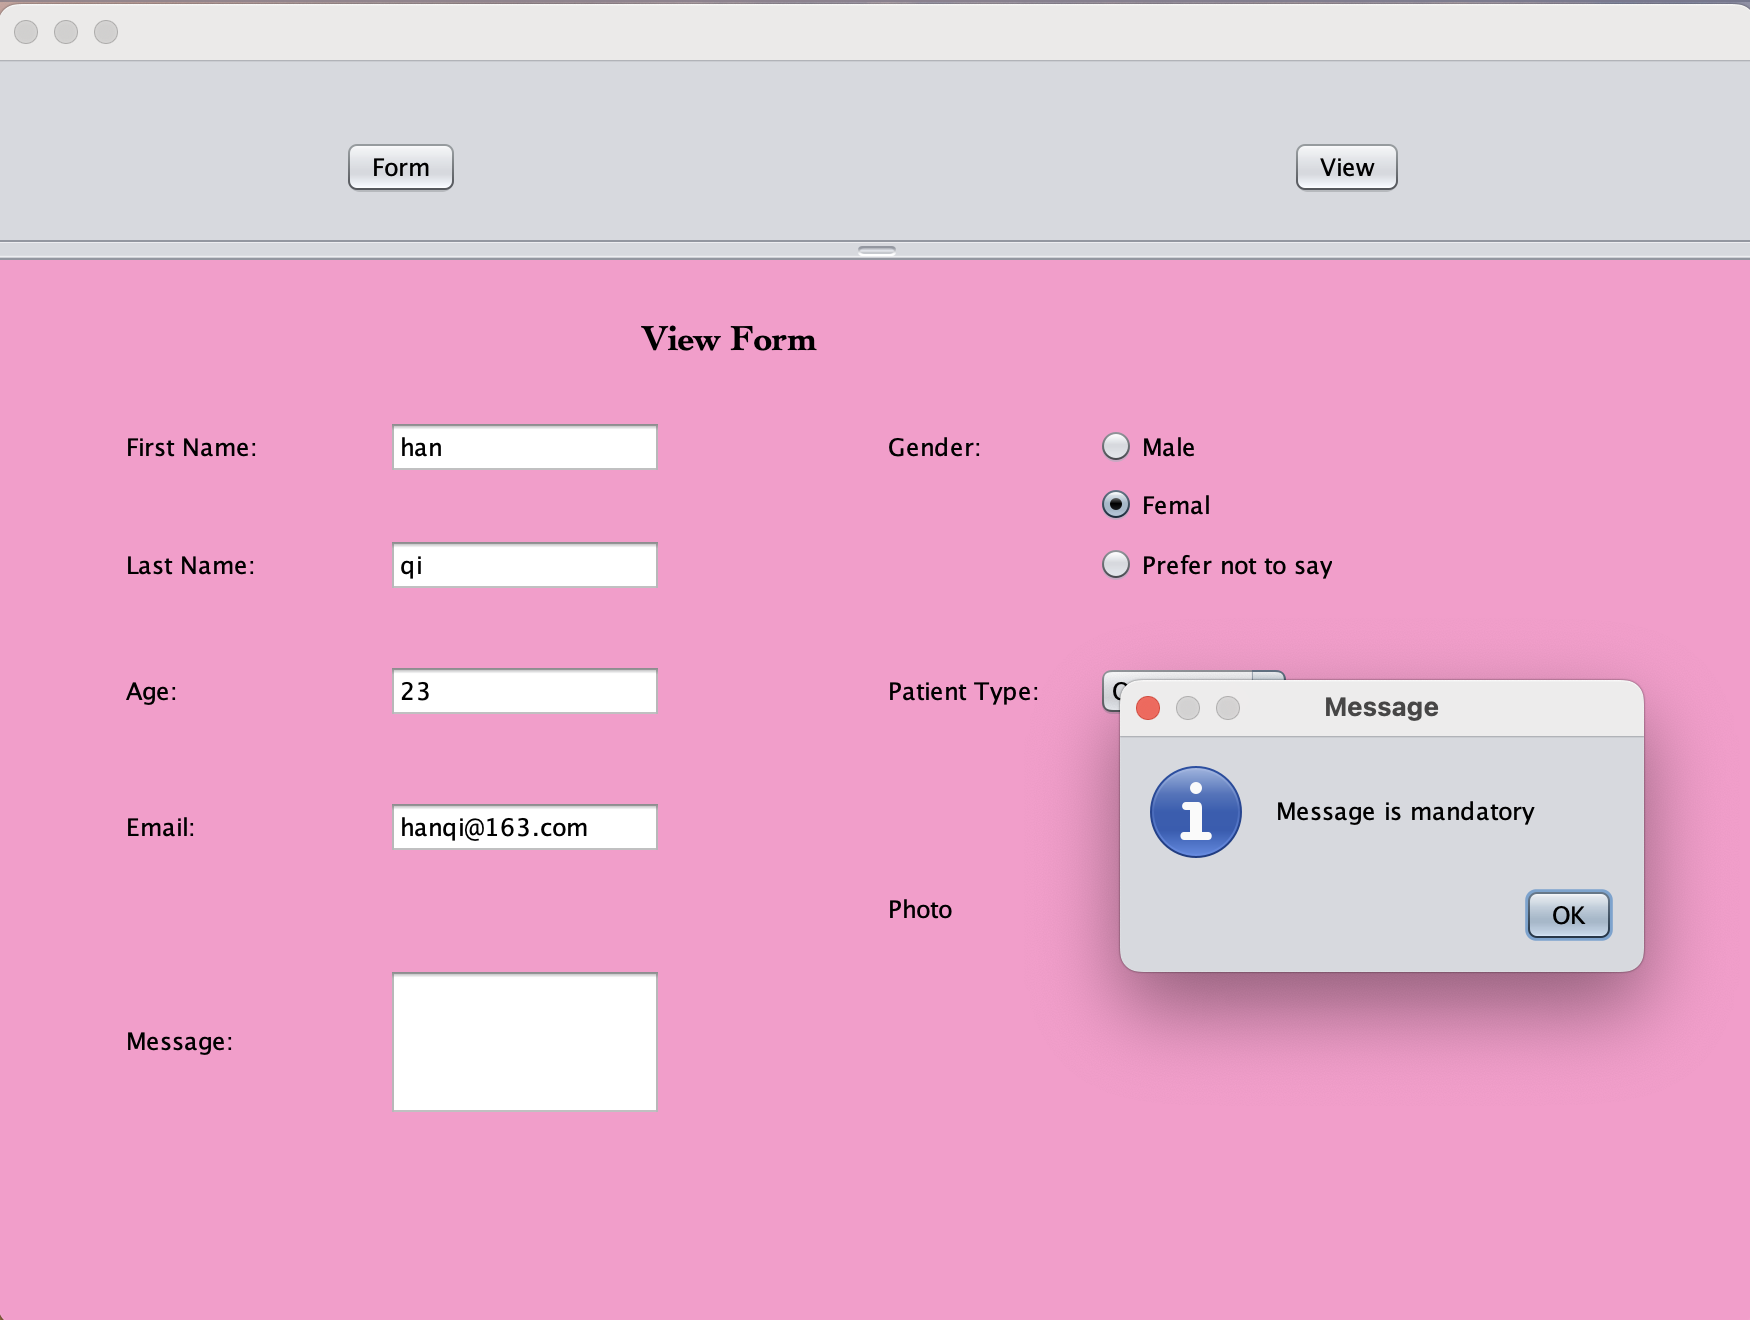 Form
View
View Form
First Name:
han
Gender:
Male
Femal
Last Name:
qi
Prefer not to say
Age:
23
Patient Type:
Message
Message is mandatory
Email:
hanqi@163.com
Photo
OK
Message: